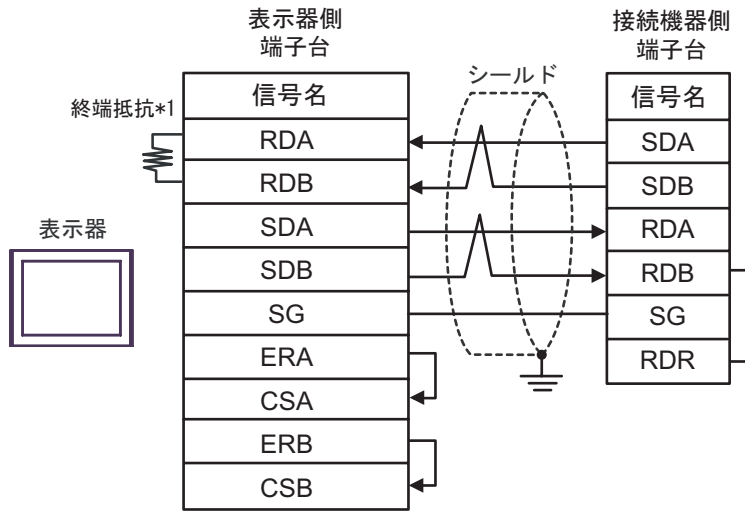 表示器側
端子台
接続機器側
端子台
シールド
終端抵抗*1
表示器
信号名
RDA
RDB
SDA
SDB
SG
ERA
CSA
ERB
CSB
信号名
SDA
SDB
RDA
RDB
SG
RDR